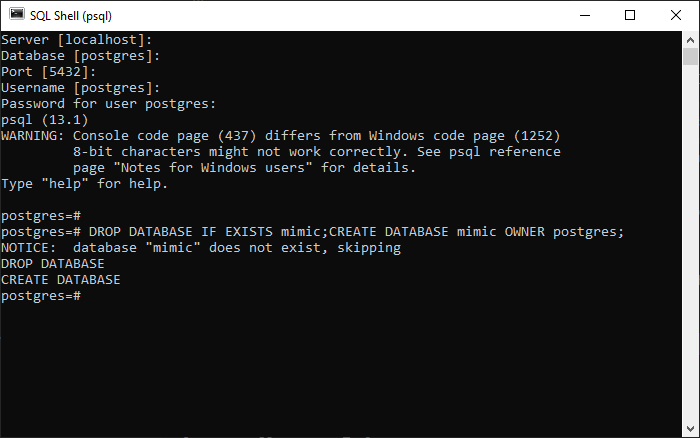 SQL Shell (psql)
Server [localhost]:
Database [postgres]:
Port [5432]:
Username [postgres]:
Password for user postgres:
psql (13.1)
WARNING: Console code page (437) differs from Windows code page (1252)
         8-bit characters might not work correctly. See psql reference
         page "Notes for Windows users" for details.
Type "help" for help.

postgres=#
postgres=# DROP DATABASE IF EXISTS mimic;CREATE DATABASE mimic OWNER postgres;
NOTICE:  database "mimic" does not exist, skipping
DROP DATABASE
CREATE DATABASE
postgres=#